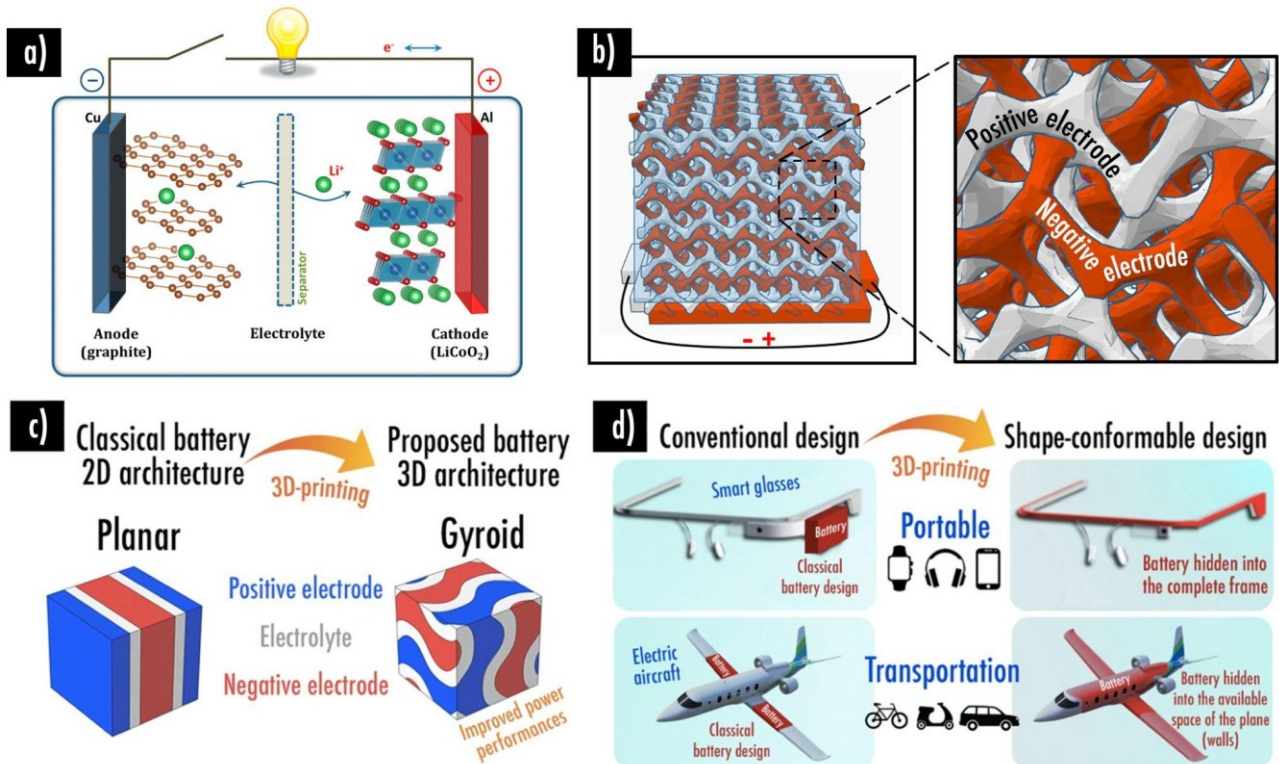 a)
e-
−
+
Cu
Al
Li+
Separator
Anode
(graphite)
Electrolyte
Cathode
(LiCoO2)
b)
- +
Positive electrode
Negative electrode
c)
Classical battery
2D architecture
3D-printing
Proposed battery
3D architecture
Planar
Gyroid
Positive electrode
Electrolyte
Negative electrode
Improved power
performances
d)
Conventional design
3D-printing
Shape-conformable design
Smart glasses
Battery
Classical
battery design
Portable
Battery hidden into
the complete frame
Electric
aircraft
Battery
Battery
Classical
battery design
Transportation
Battery
Battery hidden
into the available
space of the plane
(walls)